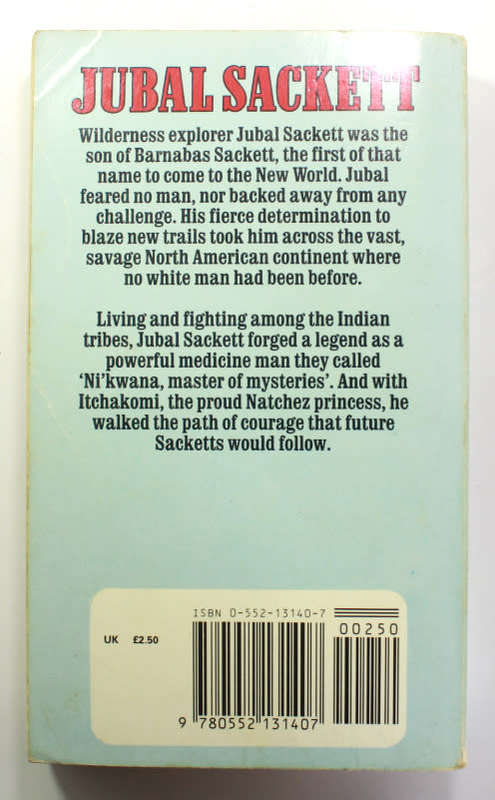 JUBAL SACKETT
Wilderness explorer Jubal Sackett was the
son of Barnabas Sackett, the first of that
name to come to the New World. Jubal
feared no man, nor backed away from any
challenge. His fierce determination to
blaze new trails took him across the vast,
savage North American continent where
no white man had been before.
Living and fighting among the Indian
tribes, Jubal Sackett forged a legend as a
powerful medicine man they called
‘Ni’kwana, master of mysteries’. And with
Itchakomi, the proud Natchez princess, he
walked the path of courage that future
Sacketts would follow.
ISBN 0-552-13140-7
00250
UK £2.50
9 780552 131407